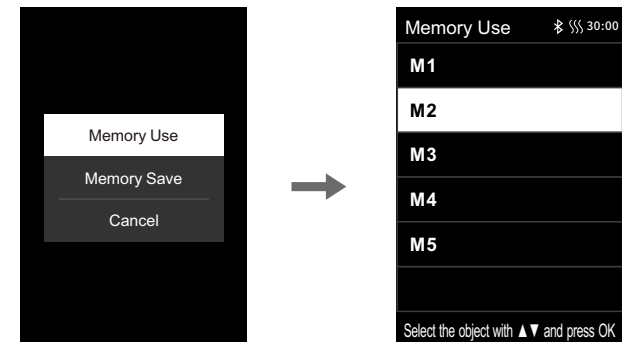 Memory Use
Memory Save
Cancel
Memory Use 30:00
M1
M2
M3
M4
M5
Select the object with ▲▼ and press OK